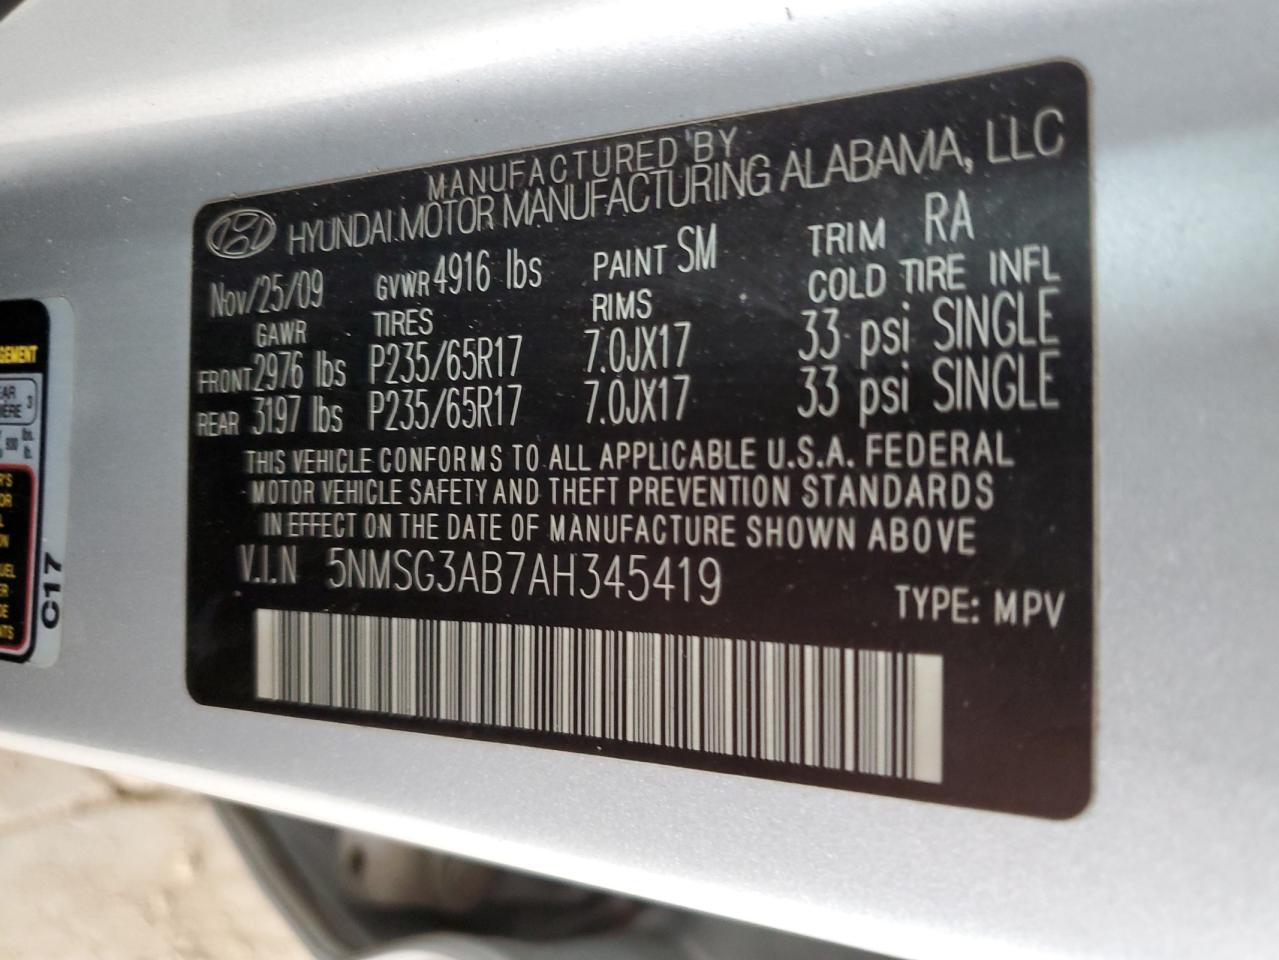 MANUFACTURED BY
HYUNDAI MOTOR MANUFACTURING ALABAMA, LLC
Nov/25/09 GVWR 4916 lbs PAINT SM TRIM RA
GAWR TIRES RIMS COLD TIRE INFL
FRONT 2976 lbs P235/65R17 7.0JX17 33 psi SINGLE
REAR 3197 lbs P235/65R17 7.0JX17 33 psi SINGLE
THIS VEHICLE CONFORMS TO ALL APPLICABLE U.S.A. FEDERAL
MOTOR VEHICLE SAFETY AND THEFT PREVENTION STANDARDS
IN EFFECT ON THE DATE OF MANUFACTURE SHOWN ABOVE
V.I.N 5NMSG3AB7AH345419
TYPE: MPV
C17